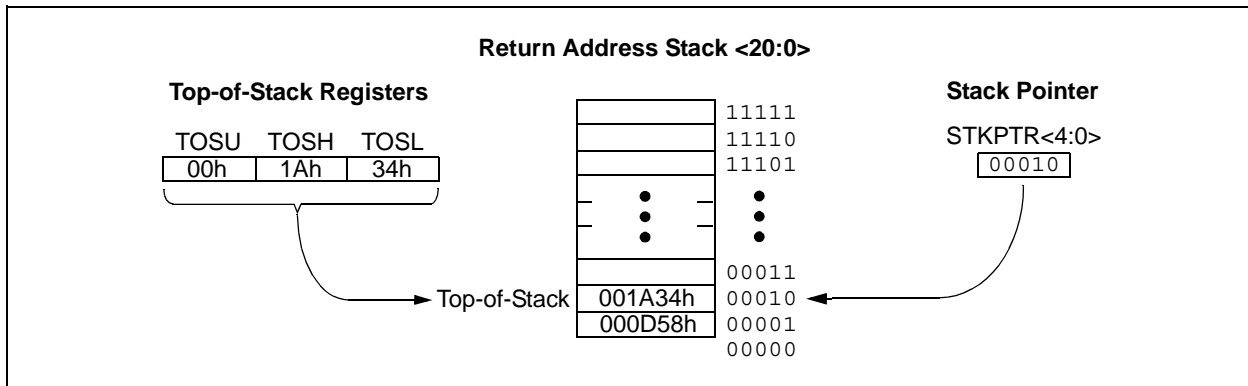 Return Address Stack <20:0>
Top-of-Stack Registers
Stack Pointer
TOSU TOSH TOSL
STKPTR<4:0>
00h 1Ah 34h
00010
11111
11110
11101
00011
Top-of-Stack 001A34h 00010
000D58h 00001
00000